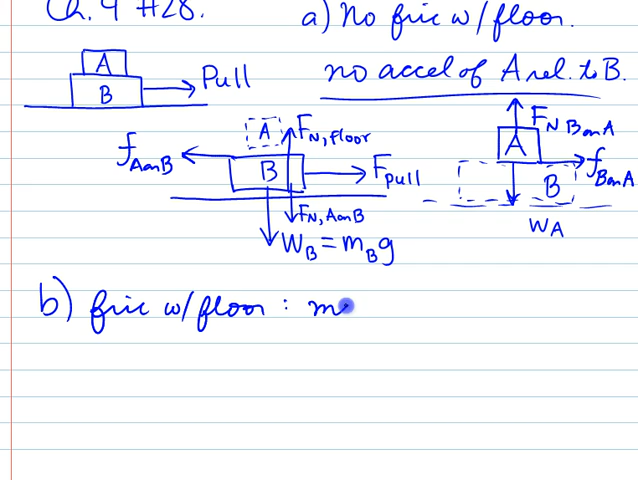 Ch. 4 #28.
a) No fric w/ floor.
no accel of A rel. to B.
A
B
Pull
A
F_N, floor
f_A on B
B
F_pull
F_N, A on B
W_B = m_B g
F_N B on A
A
f_B on A
B
W_A
b) fric w/ floor : m